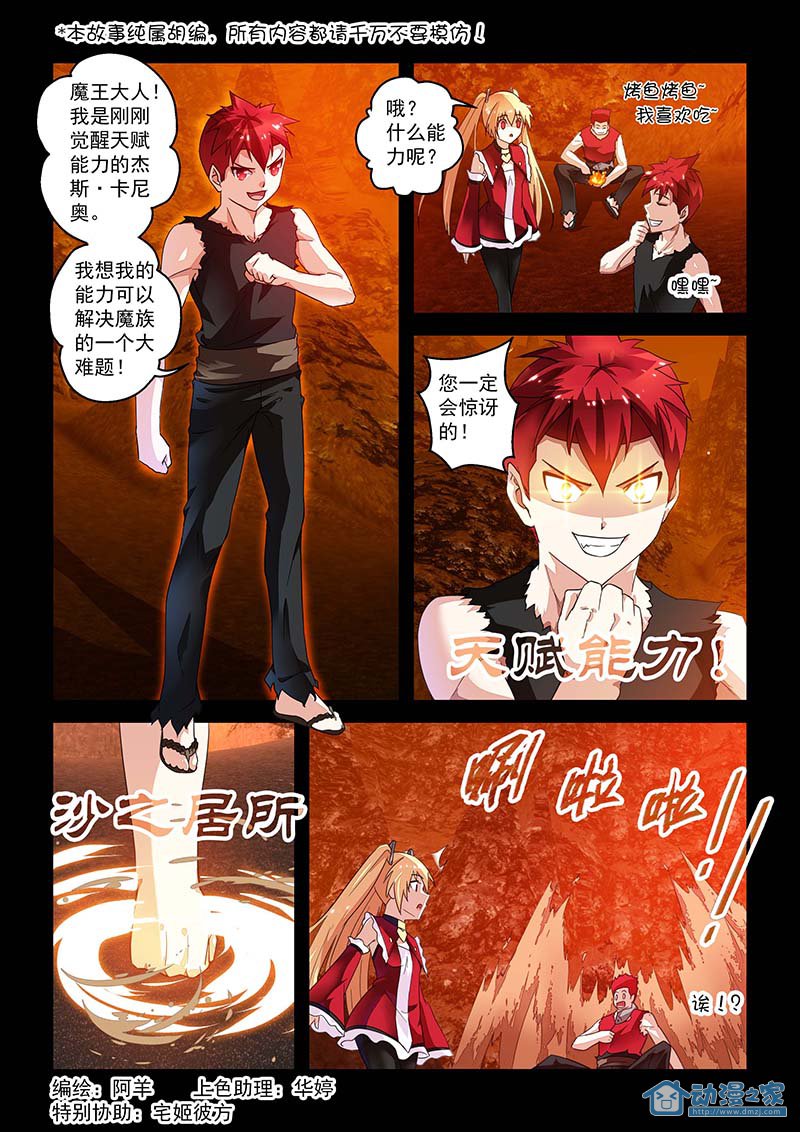 *本故事纯属胡编，所有内容都请千万不要模仿！
魔王大人！
我是刚刚
觉醒天赋
能力的杰
斯·卡尼
奥。
我想我的
能力可以
解决魔族
的一个大
难题！
哦？
什么能
力呢？
烤鱼烤鱼~
我喜欢吃~
嘿嘿~
您一定
会惊讶
的！
天赋能力！
沙之居所
啊啦啦！！
诶！？
编绘：阿羊 上色助理：华婷
特别协助：宅姬彼方
动漫之家
http://www.dmzj.com